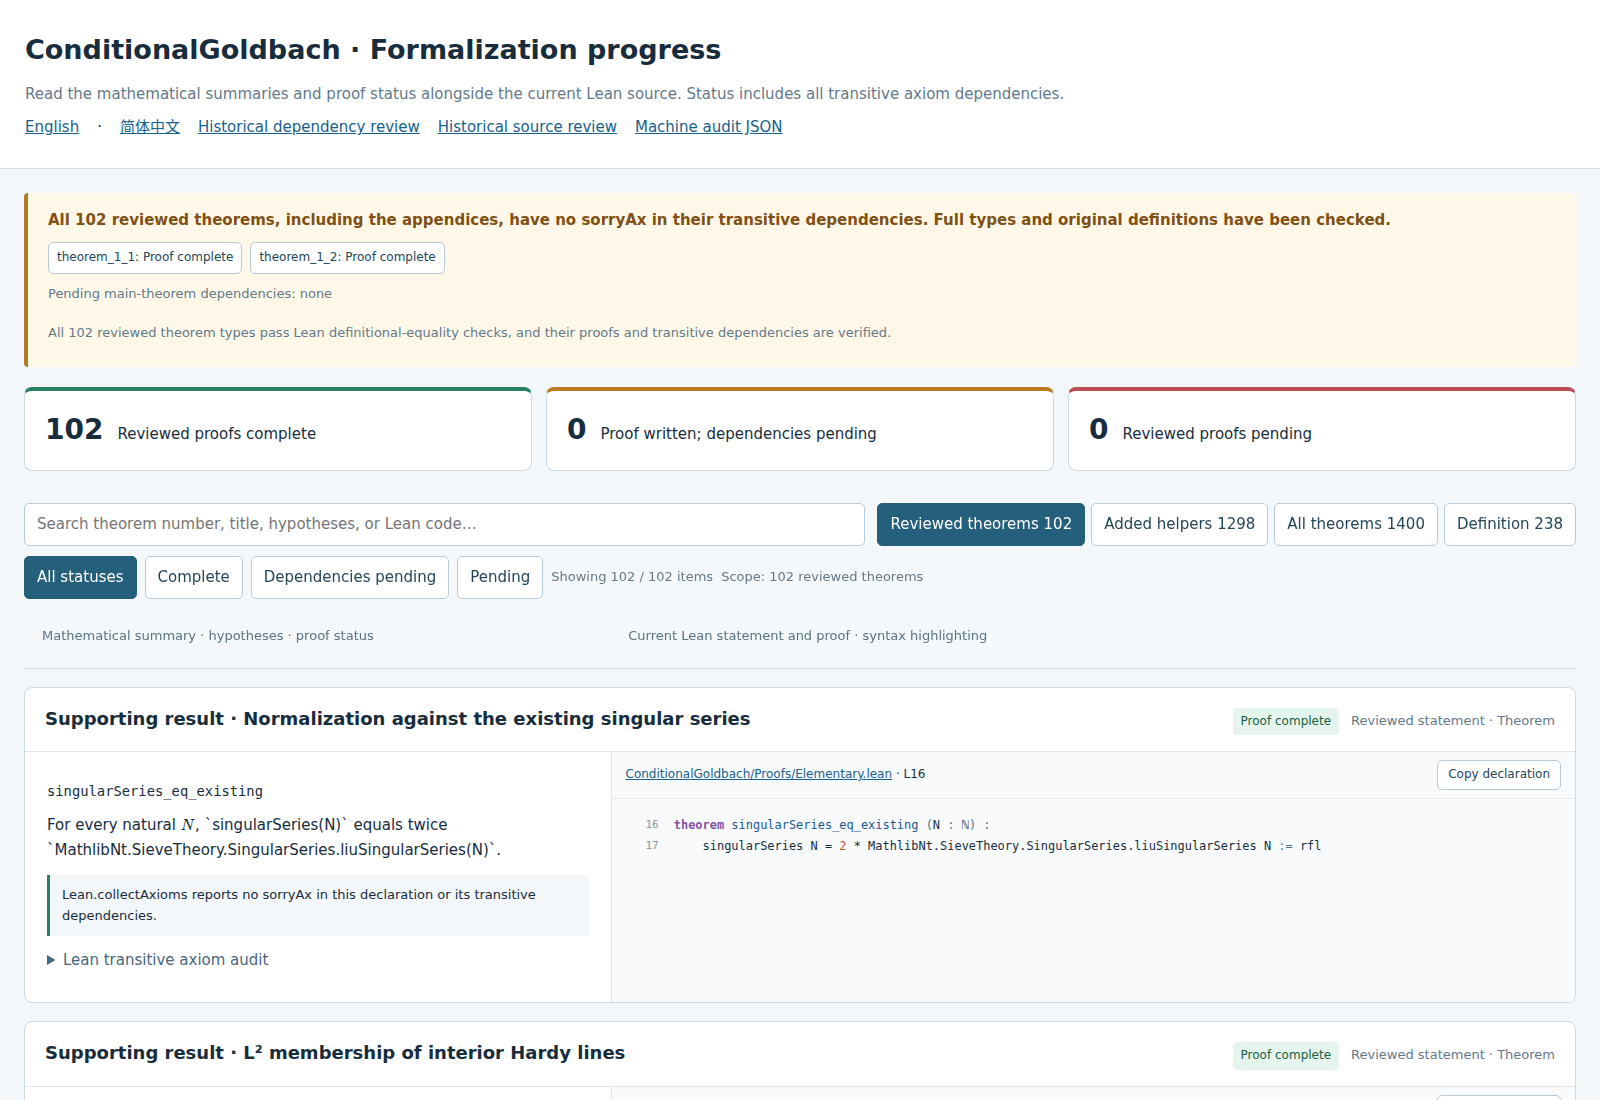 ConditionalGoldbach · Formalization progress
Read the mathematical summaries and proof status alongside the current Lean source. Status includes all transitive axiom dependencies.
English · 简体中文 Historical dependency review Historical source review Machine audit JSON
All 102 reviewed theorems, including the appendices, have no sorryAx in their transitive dependencies. Full types and original definitions have been checked.
theorem_1_1: Proof complete theorem_1_2: Proof complete
Pending main-theorem dependencies: none
All 102 reviewed theorem types pass Lean definitional-equality checks, and their proofs and transitive dependencies are verified.
102 Reviewed proofs complete
0 Proof written; dependencies pending
0 Reviewed proofs pending
Search theorem number, title, hypotheses, or Lean code...
Reviewed theorems 102 Added helpers 1298 All theorems 1400 Definition 238
All statuses Complete Dependencies pending Pending Showing 102 / 102 items Scope: 102 reviewed theorems
Mathematical summary · hypotheses · proof status
Current Lean statement and proof · syntax highlighting
Supporting result · Normalization against the existing singular series
Proof complete Reviewed statement · Theorem
singularSeries_eq_existing
For every natural N, `singularSeries(N)` equals twice
`MathlibNt.SieveTheory.SingularSeries.liuSingularSeries(N)`.
Lean.collectAxioms reports no sorryAx in this declaration or its transitive
dependencies.
▶ Lean transitive axiom audit
ConditionalGoldbach/Proofs/Elementary.lean · L16
Copy declaration
16 theorem singularSeries_eq_existing (N : ℕ) :
17 singularSeries N = 2 * MathlibNt.SieveTheory.SingularSeries.liuSingularSeries N := rfl
Supporting result · L² membership of interior Hardy lines
Proof complete Reviewed statement · Theorem